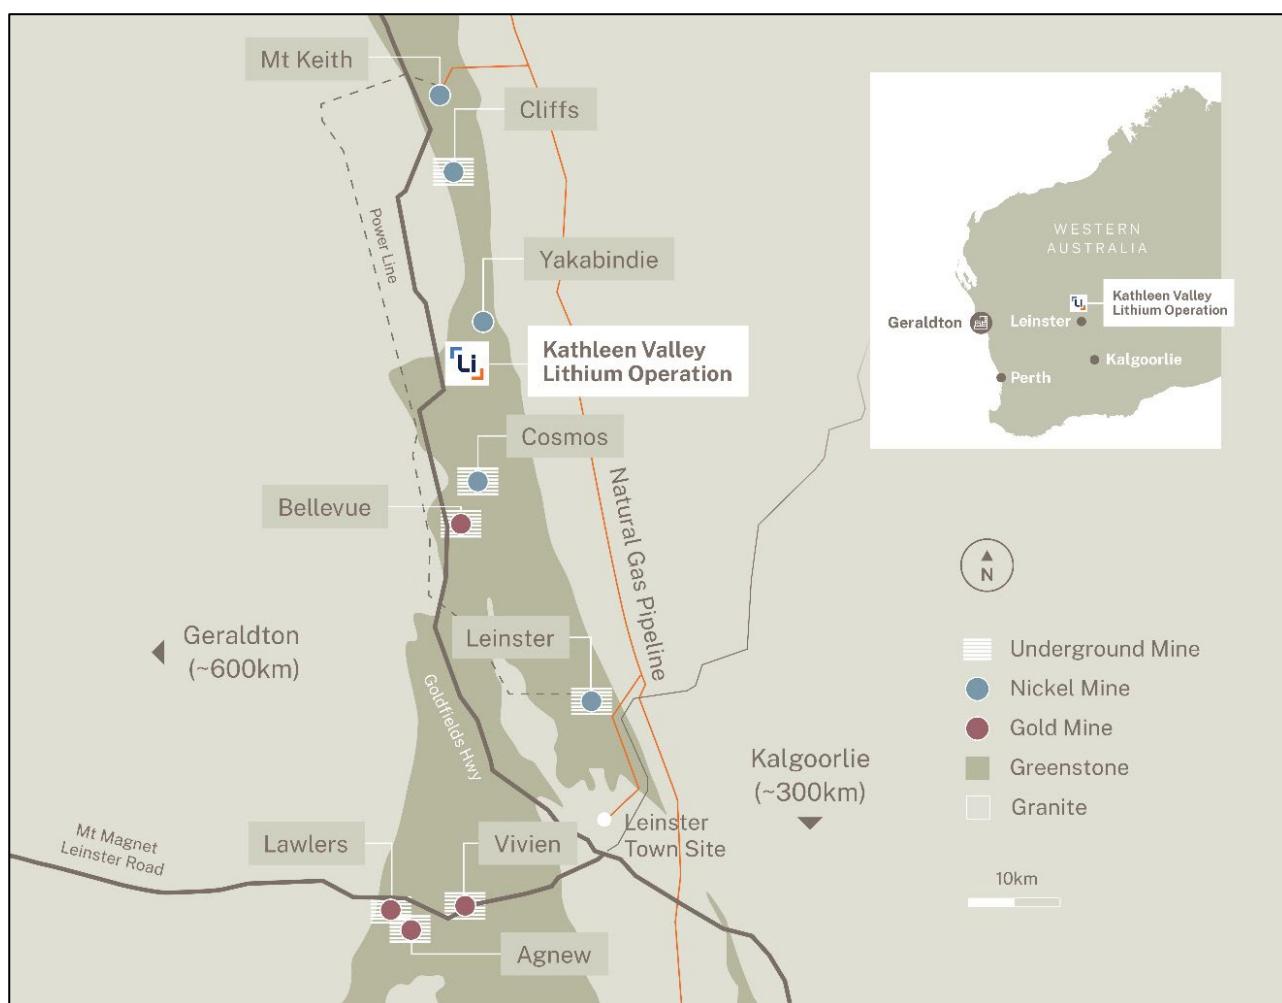 Mt Keith
Cliffs
Power Line
Yakabindie
Li
Kathleen Valley
Lithium Operation
Cosmos
Bellevue
Natural Gas Pipeline
Leinster
Geraldton
(~600km)
Goldfields Hwy
Kalgoorlie
(~300km)
Leinster
Town Site
Mt Magnet
Leinster Road
Lawlers
Vivien
Agnew
WESTERN
AUSTRALIA
Li
Kathleen Valley
Lithium Operation
Geraldton
Leinster
Kalgoorlie
Perth
N
Underground Mine
Nickel Mine
Gold Mine
Greenstone
Granite
10km